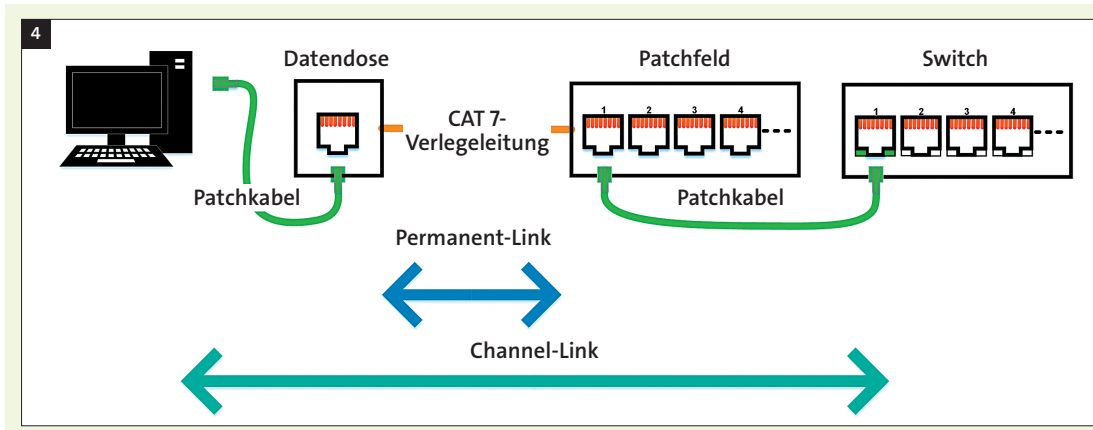 4
Datendose
Patchfeld
Switch
CAT 7-
Verlegeleitung
1 2 3 4
1 2 3 4
Patchkabel
Patchkabel
Permanent-Link
Channel-Link